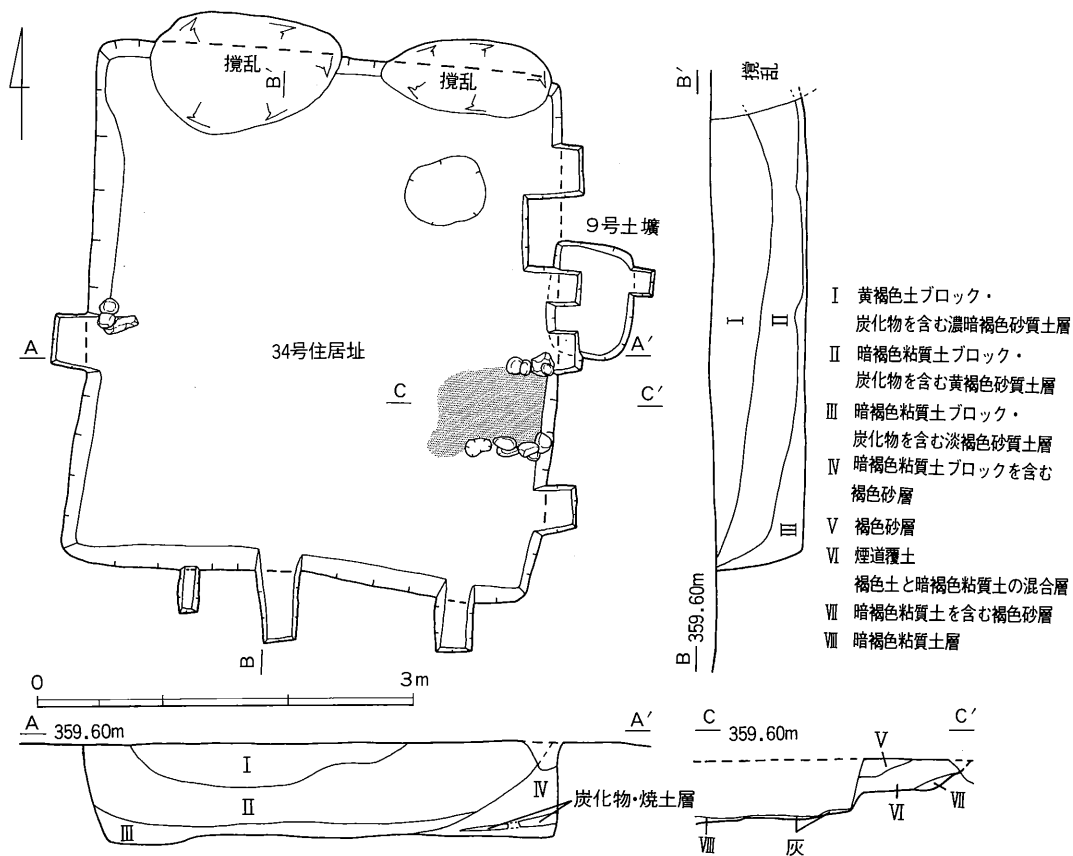 撹乱
撹乱
B′
9号土壙
A
34号住居址
A′
C
C′
B
0
3m
B′
撹乱
Ⅰ
Ⅱ
Ⅲ
B 359.60m
Ⅰ 黄褐色土ブロック・
炭化物を含む濃暗褐色砂質土層
Ⅱ 暗褐色粘質土ブロック・
炭化物を含む黄褐色砂質土層
Ⅲ 暗褐色粘質土ブロック・
炭化物を含む淡褐色砂質土層
Ⅳ 暗褐色粘質土ブロックを含む
褐色砂層
Ⅴ 褐色砂層
Ⅵ 煙道覆土
褐色土と暗褐色粘質土の混合層
Ⅶ 暗褐色粘質土を含む褐色砂層
Ⅷ 暗褐色粘質土層
A 359.60m
A′
Ⅰ
Ⅱ
Ⅲ
Ⅳ
炭化物・焼土層
C 359.60m
C′
Ⅴ
Ⅵ
Ⅶ
Ⅷ
灰